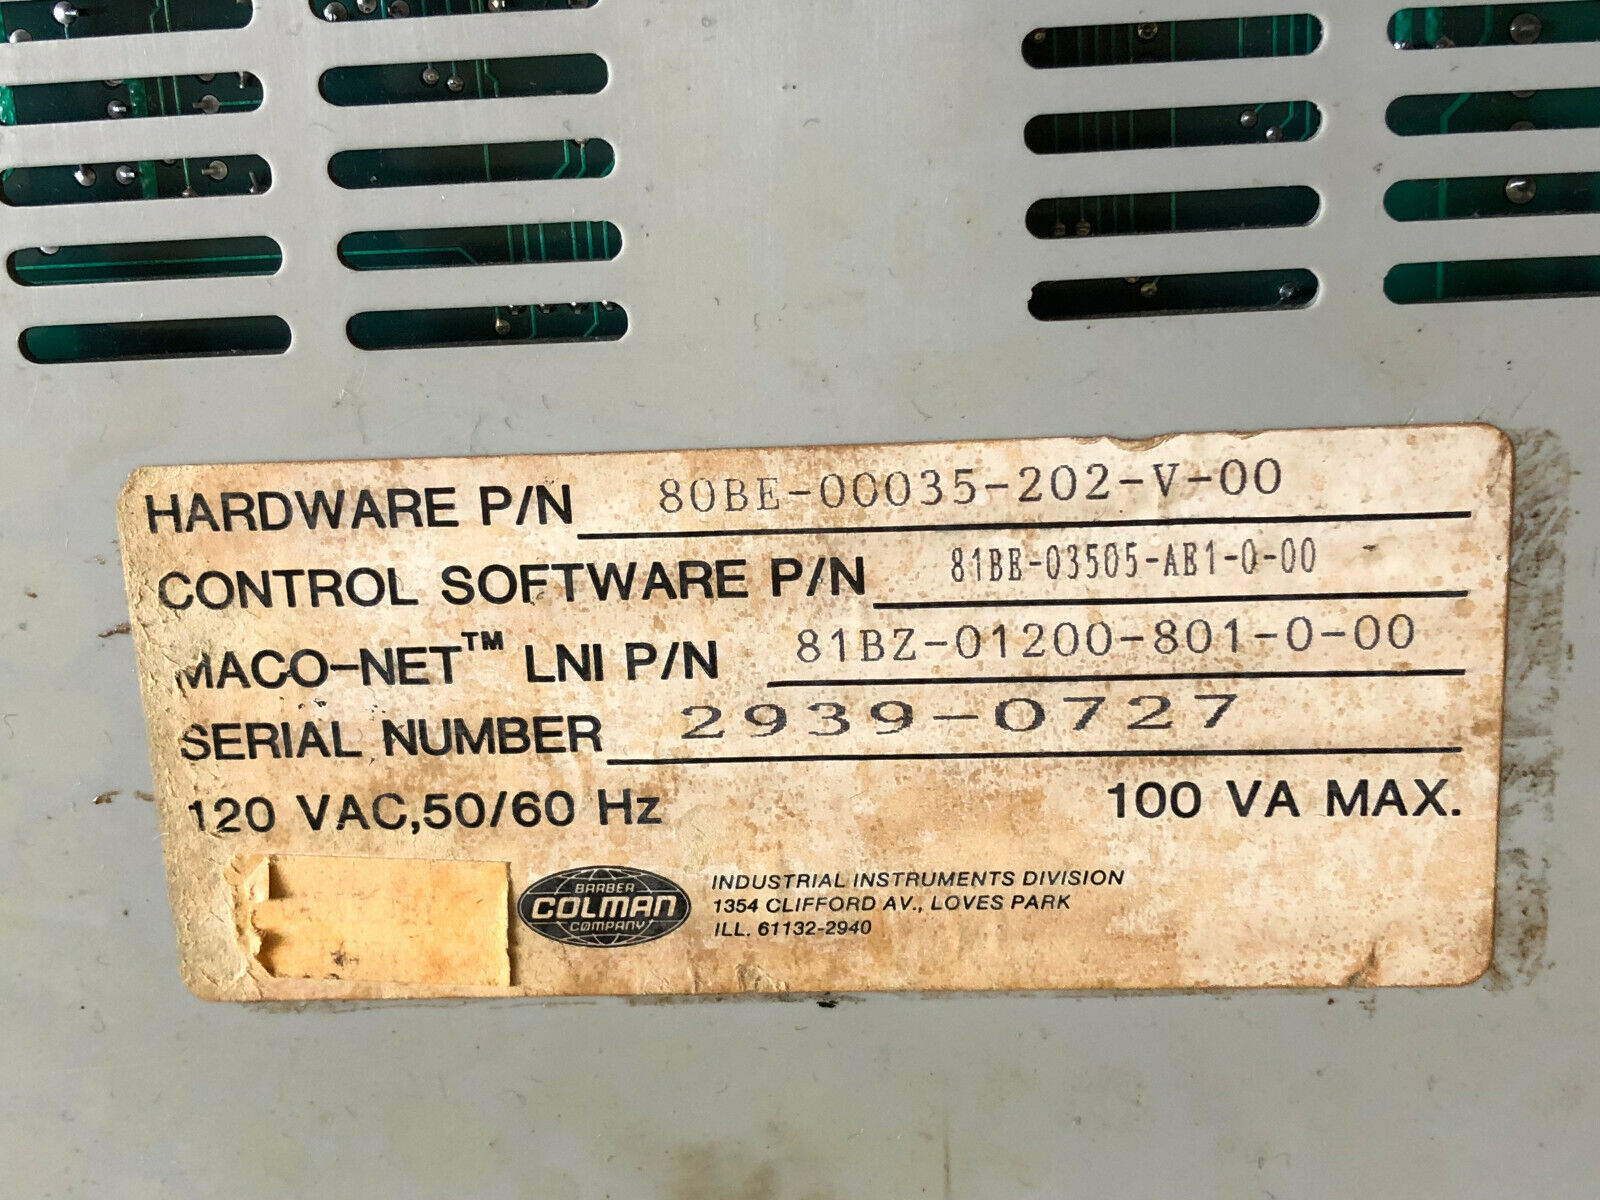 HARDWARE P/N 80BE-00035-202-V-00
CONTROL SOFTWARE P/N 81BE-03505-AE1-0-00
MACO-NET™ LNI P/N 81BZ-01200-801-0-00
SERIAL NUMBER 2939-0727
120 VAC,50/60 Hz 100 VA MAX.
BARBER
COLMAN
COMPANY
INDUSTRIAL INSTRUMENTS DIVISION
1354 CLIFFORD AV., LOVES PARK
ILL. 61132-2940